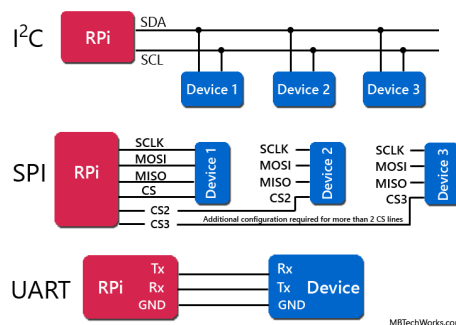 I²C
RPi
SDA
SCL
Device 1
Device 2
Device 3
SPI
RPi
SCLK
MOSI
MISO
CS
Device 1
SCLK
MOSI
MISO
CS2
Device 2
SCLK
MOSI
MISO
CS3
Device 3
CS2
CS3
Additional configuration required for more than 2 CS lines
UART
RPi
Tx
Rx
GND
Rx
Tx
GND
Device
MBTechWorks.com